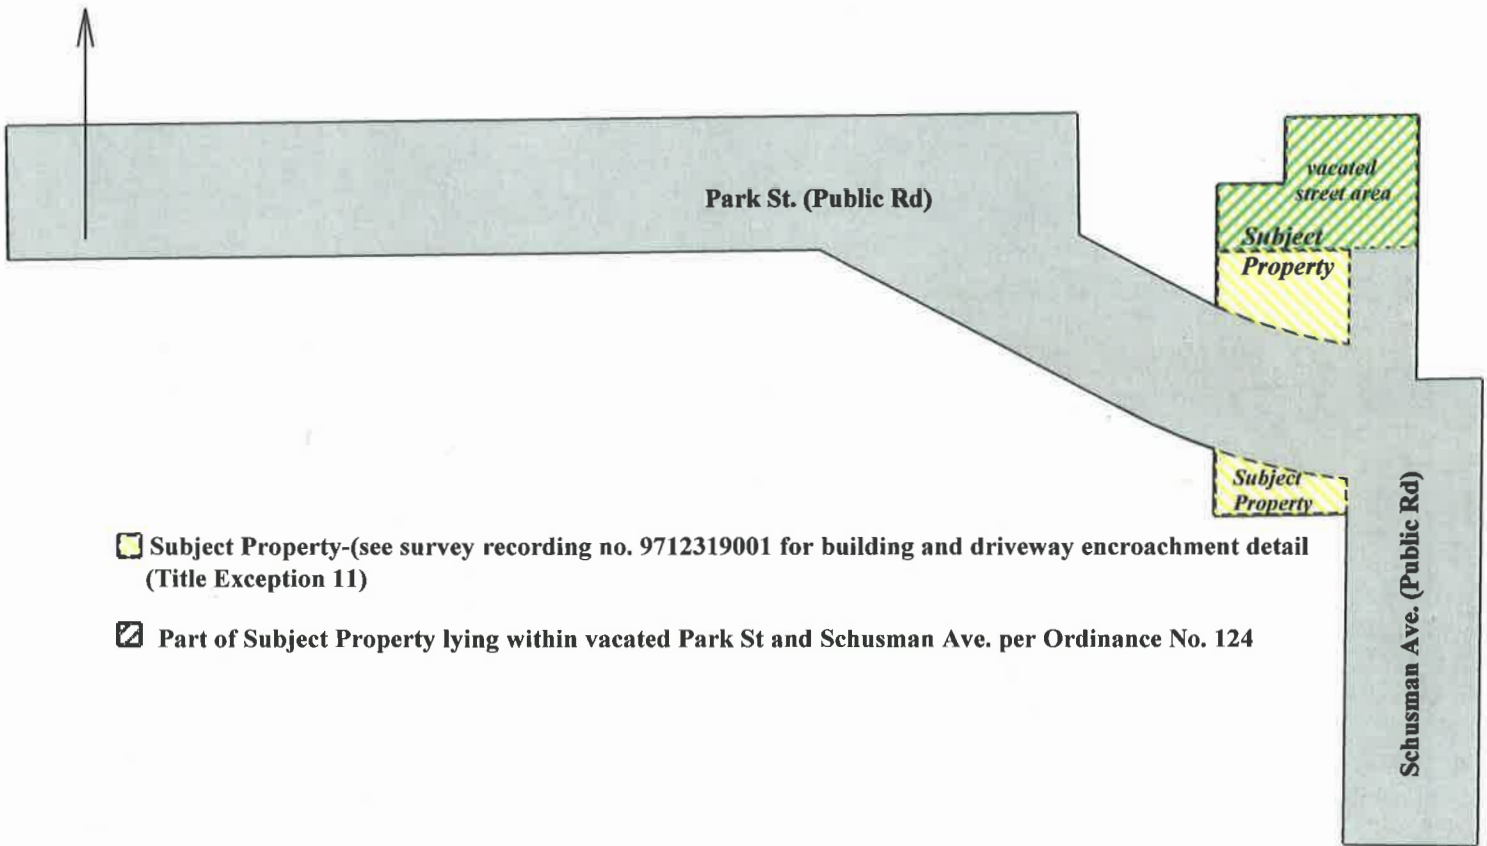 vacated
street area
Park St. (Public Rd)
Subject
Property
Subject
Property
Schusman Ave. (Public Rd)
Subject Property-(see survey recording no. 9712319001 for building and driveway encroachment detail
(Title Exception 11)
Part of Subject Property lying within vacated Park St and Schusman Ave. per Ordinance No. 124